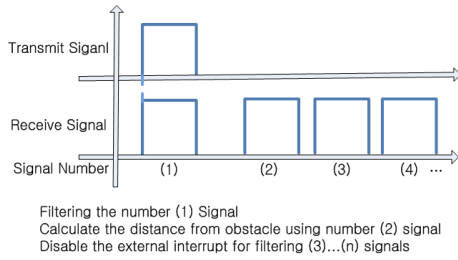 Transmit Siganl
Receive Signal
Signal Number (1) (2) (3) (4) ...
Filtering the number (1) Signal
Calculate the distance from obstacle using number (2) signal
Disable the external interrupt for filtering (3)...(n) signals